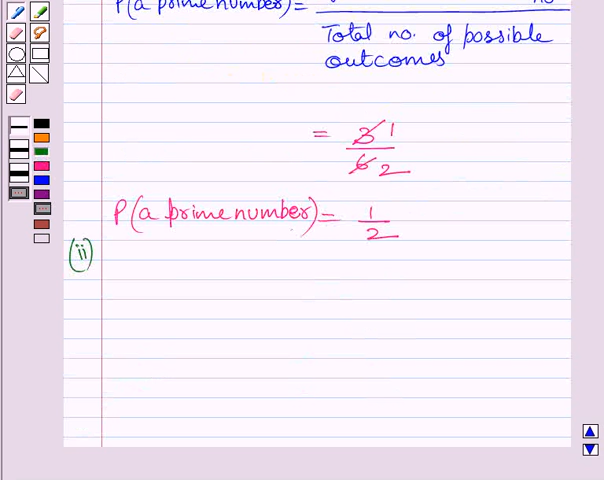 P(a prime number) =
Total no. of possible
outcomes
= 3 1
6 2
P(a prime number) = 1
2
(ii)